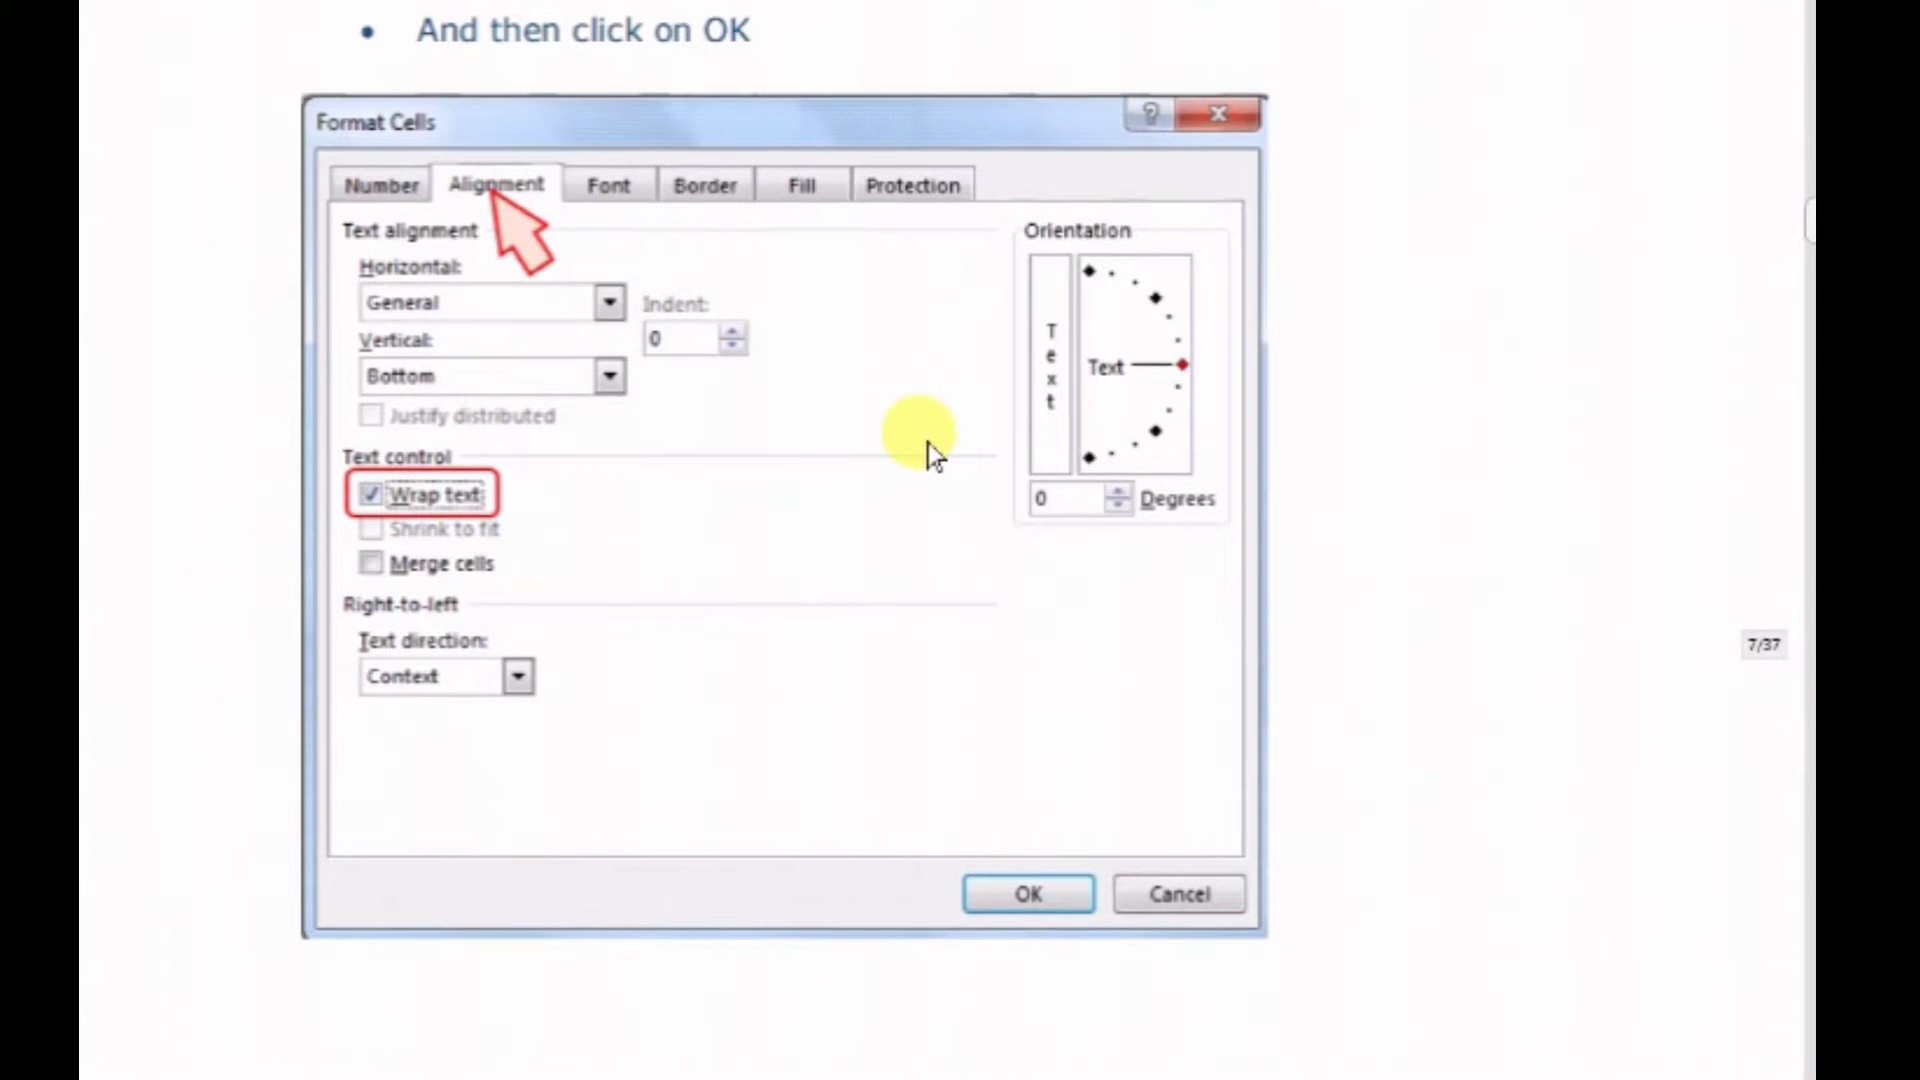 • And then click on OK
Format Cells
Number Alignment Font Border Fill Protection
Text alignment
Horizontal:
General
Indent:
0
Vertical:
Bottom
Justify distributed
Text control
Wrap text
Shrink to fit
Merge cells
Right-to-left
Text direction:
Context
Orientation
T
e
x
t
Text
0 Degrees
OK Cancel
7/37